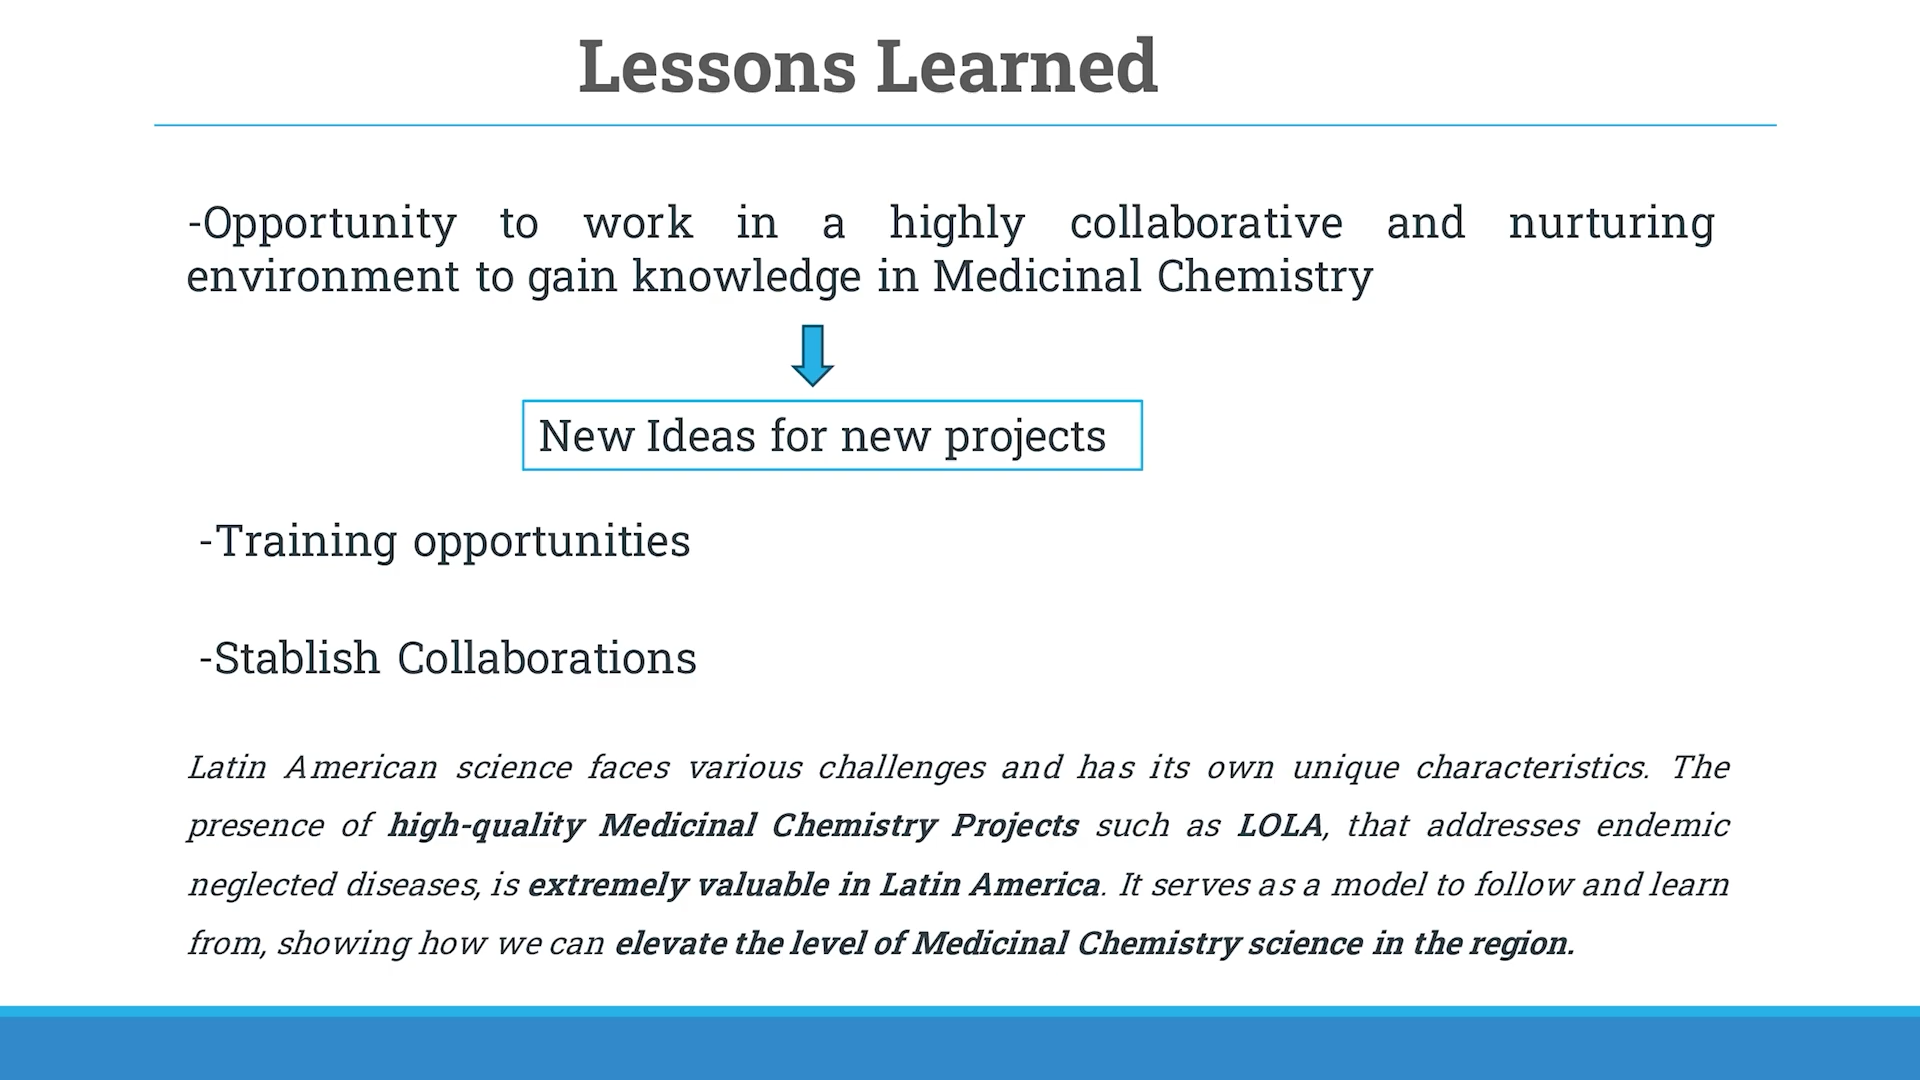 Lessons Learned
-Opportunity to work in a highly collaborative and nurturing
environment to gain knowledge in Medicinal Chemistry
New Ideas for new projects
-Training opportunities
-Stablish Collaborations
Latin American science faces various challenges and has its own unique characteristics. The
presence of high-quality Medicinal Chemistry Projects such as LOLA, that addresses endemic
neglected diseases, is extremely valuable in Latin America. It serves as a model to follow and learn
from, showing how we can elevate the level of Medicinal Chemistry science in the region.